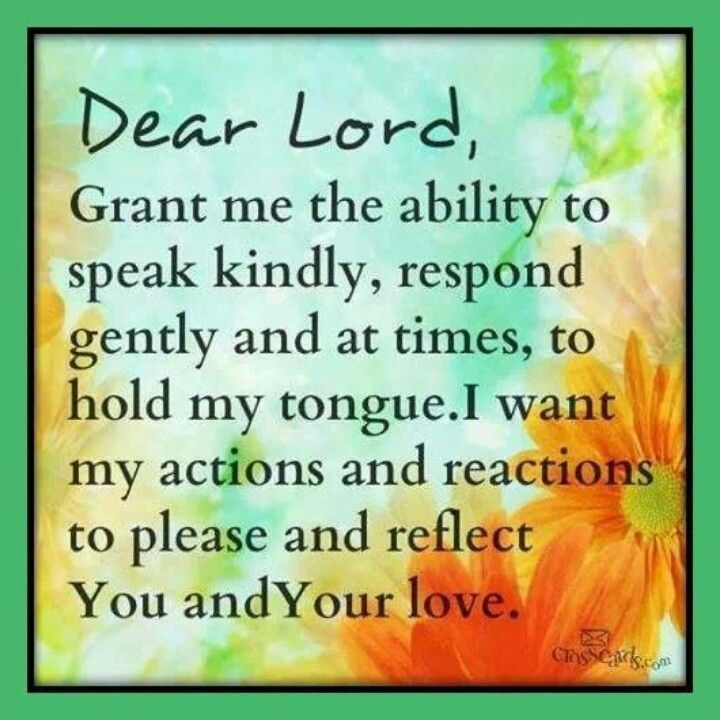 Dear Lord,
Grant me the ability to
speak kindly, respond
gently and at times, to
hold my tongue.I want
my actions and reactions
to please and reflect
You andYour love.
CrossCards.com